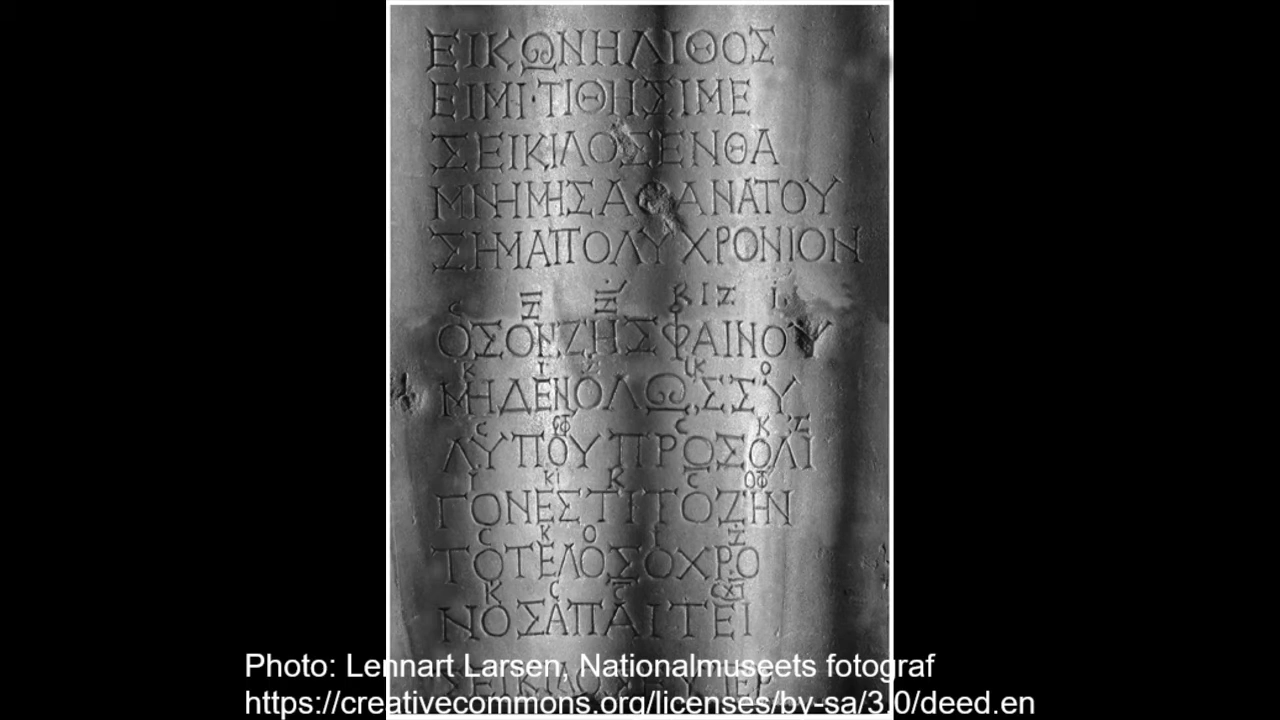 ΕΙΚΩΝΗΛΙΘΟΣ
ΕΙΜΙ·ΤΙΘΗΣΙΜΕ
ΣΕΙΚΙΛΟΣΕΝΘΑ
ΜΝΗΜΗΣΑΘΑΝΑΤΟΥ
ΣΗΜΑΠΟΛΥΧΡΟΝΙΟΝ
ΟΣΟΝΖΗΣΦΑΙΝΟΥ
ΜΗΔΕΝΟΛΩΣΣΥ
ΛΥΠΟΥΠΡΟΣΟΛΙ
ΓΟΝΕΣΤΙΤΟΖΗΝ
ΤΟΤΕΛΟΣΟΧΡΟ
ΝΟΣΑΠΑΙΤΕΙ
Photo: Lennart Larsen, Nationalmuseets fotograf
https://creativecommons.org/licenses/by-sa/3.0/deed.en